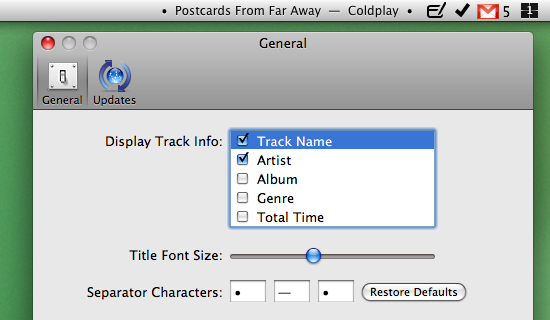 • Postcards From Far Away — Coldplay • 5 1
General
General Updates
Display Track Info: Track Name
Artist
Album
Genre
Total Time
Title Font Size:
Separator Characters: • — • Restore Defaults